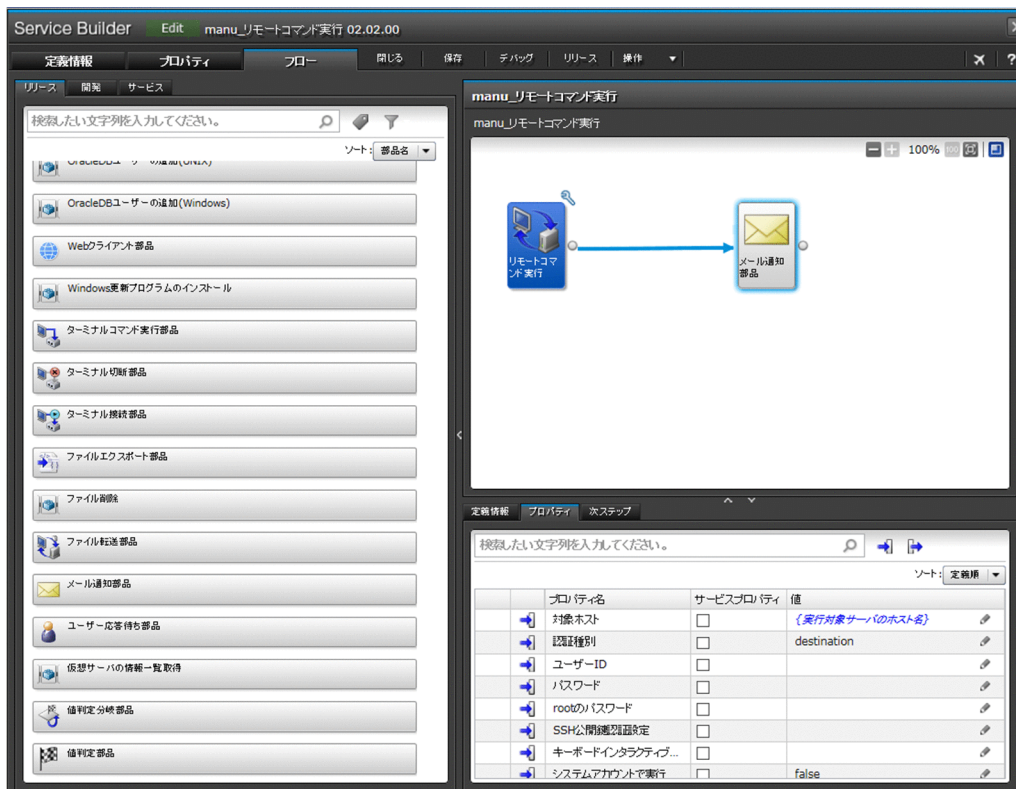 Service Builder Edit manu_リモートコマンド実行 02.02.00
定義情報 プロパティ フロー 閉じる 保存 デバッグ リリース 操作
リリース 開発 サービス
検索したい文字列を入力してください。
ソート: 部品名
OracleDBユーザーの追加(UNIX)
OracleDBユーザーの追加(Windows)
Webクライアント部品
Windows更新プログラムのインストール
ターミナルコマンド実行部品
ターミナル切断部品
ターミナル接続部品
ファイルエクスポート部品
ファイル削除
ファイル転送部品
メール通知部品
ユーザー応答待ち部品
仮想サーバの情報一覧取得
値判定分岐部品
値判定部品
manu_リモートコマンド実行
manu_リモートコマンド実行
100% 100
リモートコマ
ンド実行
メール通知
部品
定義情報 プロパティ 次ステップ
検索したい文字列を入力してください。
ソート: 定義順
プロパティ名 サービスプロパティ 値
対象ホスト {実行対象サーバのホスト名}
認証種別 destination
ユーザーID
パスワード
rootのパスワード
SSH公開鍵認証設定
キーボードインタラクティブ...
システムアカウントで実行 false